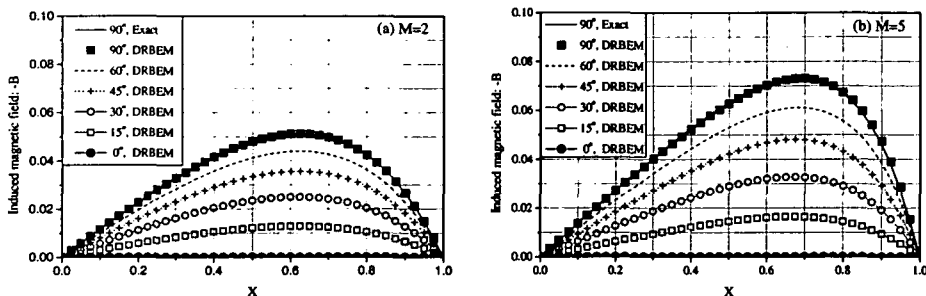 (a) M=2
90°, Exact
90°, DRBEM
60°, DRBEM
45°, DRBEM
30°, DRBEM
15°, DRBEM
0°, DRBEM
Induced magnetic field: -B
0.10
0.08
0.06
0.04
0.02
0.00
0.0 0.2 0.4 0.6 0.8 1.0
X
(b) M=5
90°, Exact
90°, DRBEM
60°, DRBEM
45°, DRBEM
30°, DRBEM
15°, DRBEM
0°, DRBEM
Induced magnetic field: -B
0.10
0.08
0.06
0.04
0.02
0.00
0.0 0.2 0.4 0.6 0.8 1.0
X